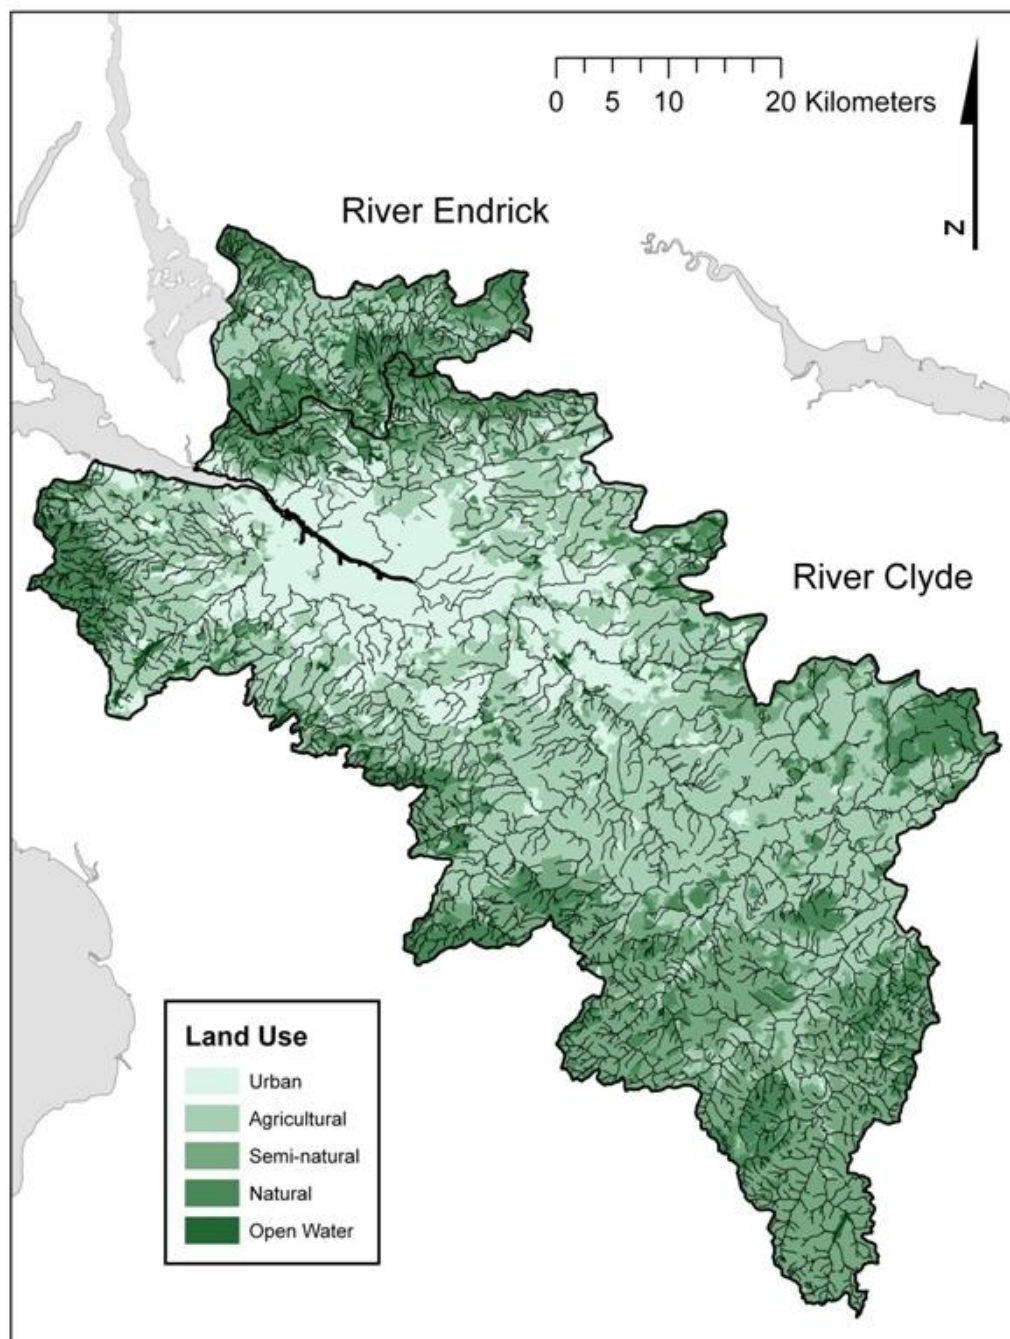 0 5 10 20 Kilometers
N
River Endrick
River Clyde
Land Use
Urban
Agricultural
Semi-natural
Natural
Open Water